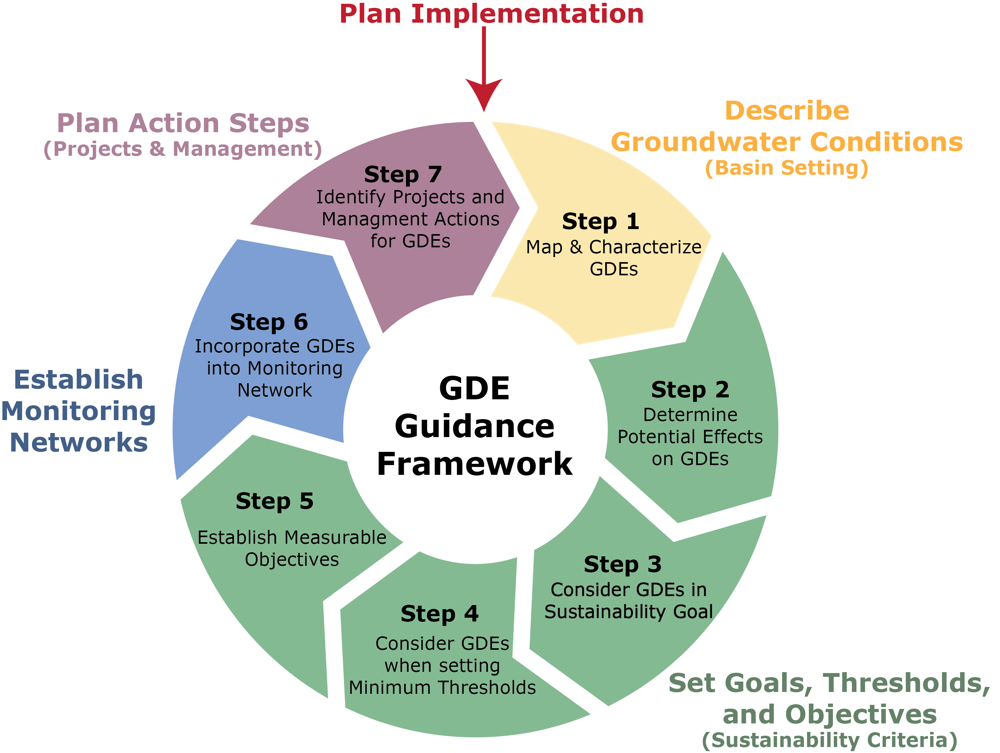 Plan Implementation
Describe
Groundwater Conditions
(Basin Setting)
Step 1
Map & Characterize
GDEs
Step 2
Determine
Potential Effects
on GDEs
Step 3
Consider GDEs in
Sustainability Goal
Set Goals, Thresholds,
and Objectives
(Sustainability Criteria)
Step 4
Consider GDEs
when setting
Minimum Thresholds
Step 5
Establish Measurable
Objectives
Step 6
Incorporate GDEs
into Monitoring
Network
Establish
Monitoring
Networks
Step 7
Identify Projects and
Managment Actions
for GDEs
Plan Action Steps
(Projects & Management)
GDE
Guidance
Framework